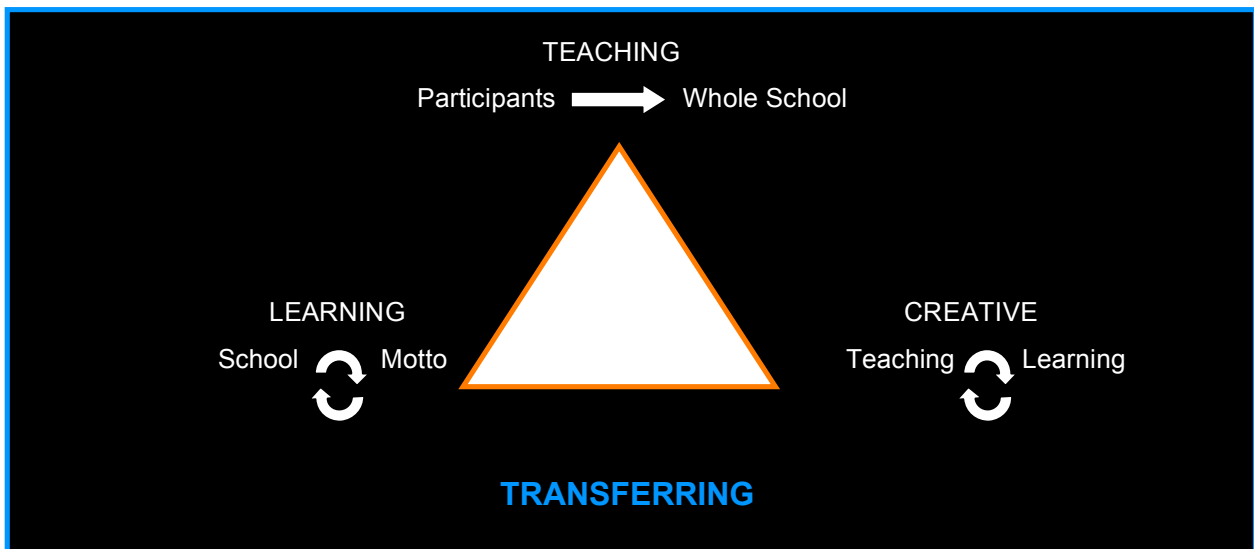 TEACHING
Participants Whole School
LEARNING
School Motto
CREATIVE
Teaching Learning
TRANSFERRING